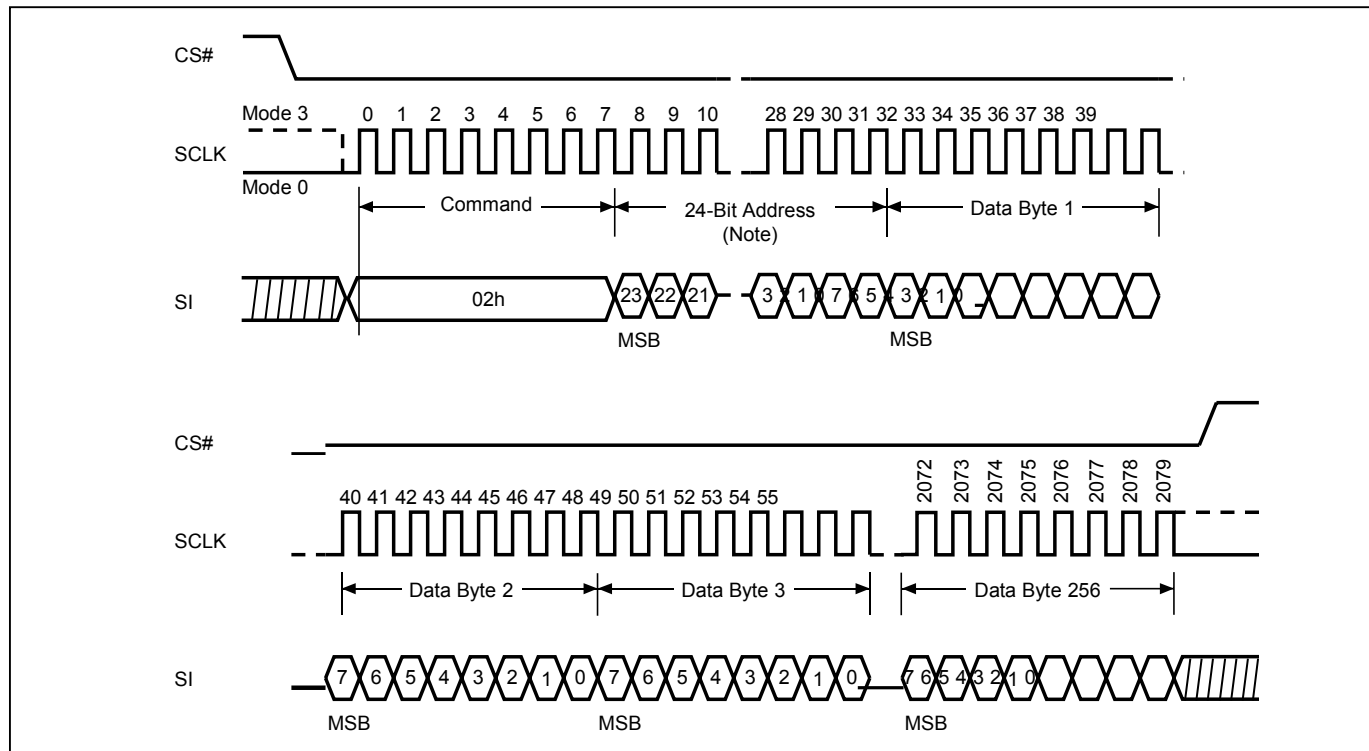 CS#
Mode 3
0 1 2 3 4 5 6 7 8 9 10 28 29 30 31 32 33 34 35 36 37 38 39
SCLK
Mode 0
Command
24-Bit Address
(Note)
Data Byte 1
SI
02h
23 22 21 3 2 1 0 7 6 5 4 3 2 1 0
MSB MSB
CS#
40 41 42 43 44 45 46 47 48 49 50 51 52 53 54 55 2072 2073 2074 2075 2076 2077 2078 2079
SCLK
Data Byte 2 Data Byte 3 Data Byte 256
SI
7 6 5 4 3 2 1 0 7 6 5 4 3 2 1 0 7 6 5 4 3 2 1 0
MSB MSB MSB